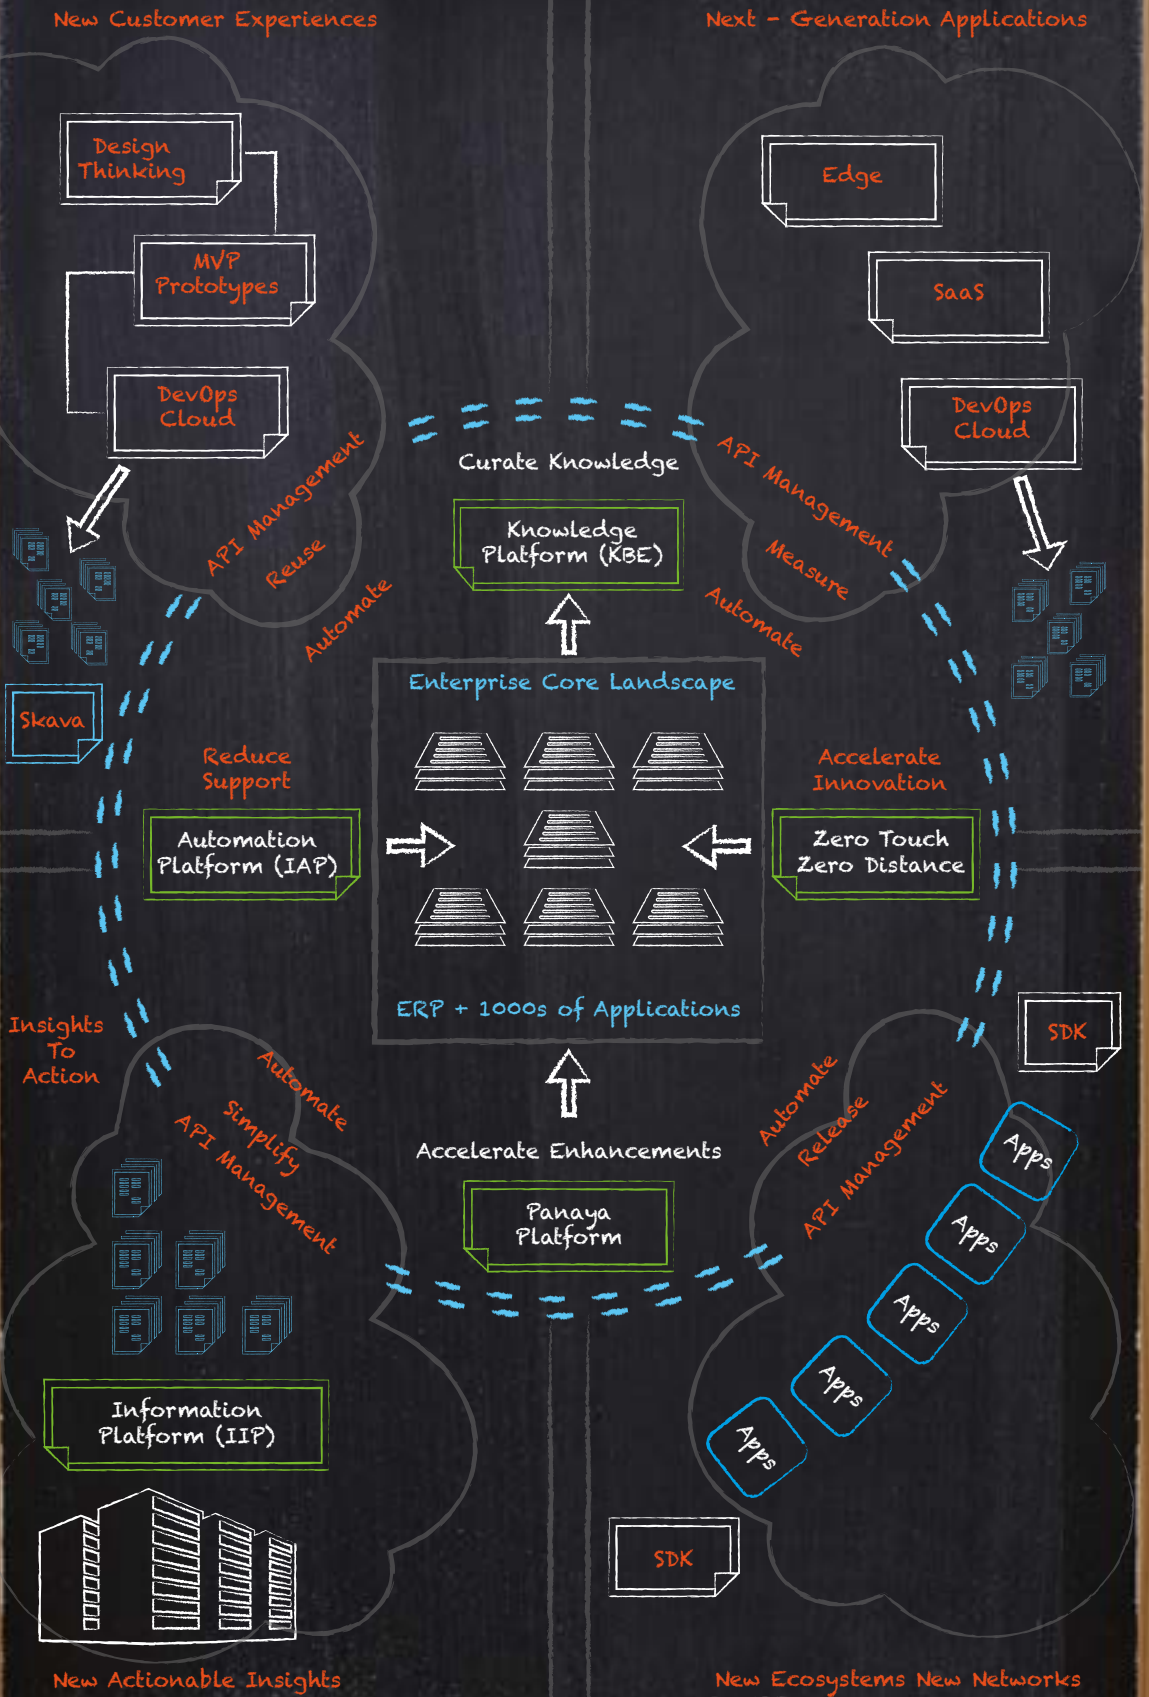 New Customer Experiences
Next - Generation Applications
Design
Thinking
MVP
Prototypes
DevOps
Cloud
Edge
SaaS
DevOps
Cloud
API Management
Reuse
Automate
Curate Knowledge
Knowledge
Platform (KBE)
API Management
Measure
Automate
Skava
Enterprise Core Landscape
Reduce
Support
Automation
Platform (IAP)
Accelerate
Innovation
Zero Touch
Zero Distance
ERP + 1000s of Applications
Insights
To
Action
Automate
Simplify
API Management
Accelerate Enhancements
Panaya
Platform
Automate
Release
API Management
SDK
Apps
Apps
Apps
Apps
Apps
Information
Platform (IIP)
SDK
New Actionable Insights
New Ecosystems New Networks